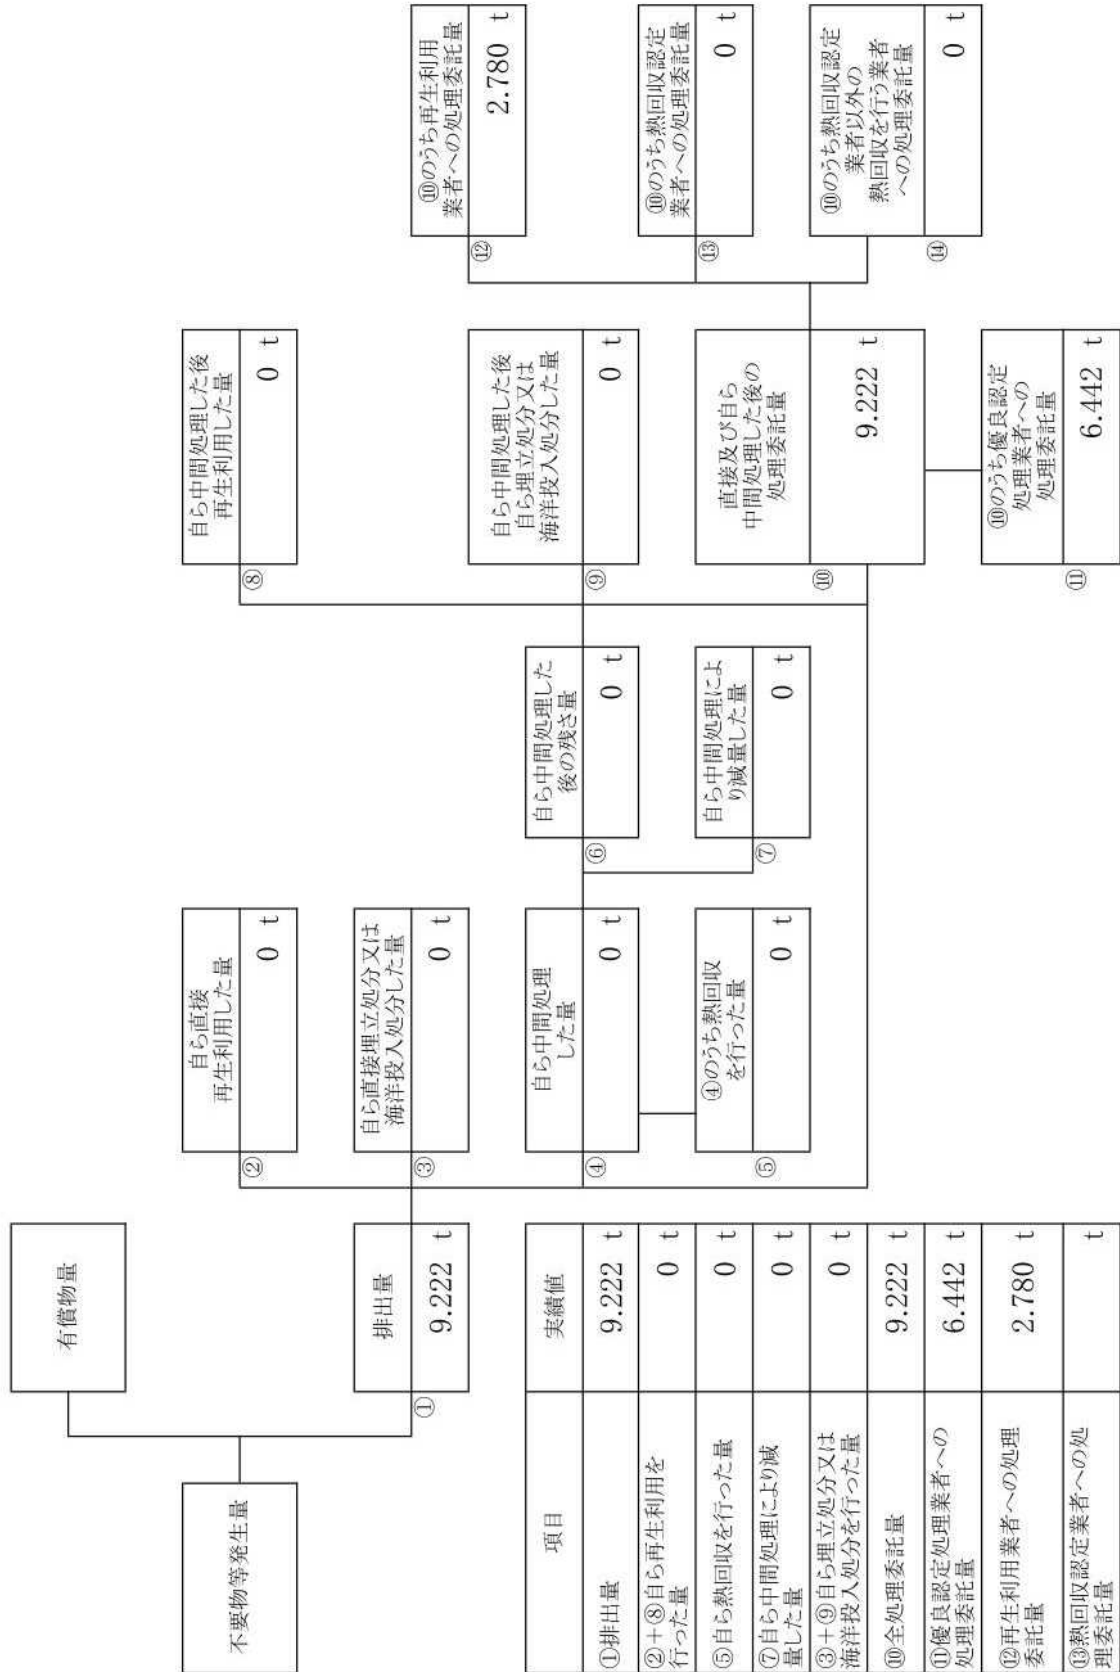 不要物等発生量
有償物量
①
排出量
9.222 t
②
自ら直接
再生利用した量
0 t
③
自ら直接埋立処分又は
海洋投入処分した量
0 t
④
自ら中間処理
した量
0 t
⑤
④のうち熱回収
を行った量
0 t
⑥
自ら中間処理した
後の残さ量
0 t
⑦
自ら中間処理によ
り減量した量
0 t
⑧
自ら中間処理した後
再生利用した量
0 t
⑨
自ら中間処理した後
自ら埋立処分又は
海洋投入処分した量
0 t
⑩
直接及び自ら
中間処理した後の
処理委託量
9.222 t
⑪
⑩のうち優良認定
処理業者への
処理委託量
6.442 t
⑫
⑩のうち再生利用
業者への処理委託量
2.780 t
⑬
⑩のうち熱回収認定
業者への処理委託量
0 t
⑭
⑩のうち熱回収認定
業者以外の
熱回収を行う業者
への処理委託量
0 t
項目 実績値
①排出量 9.222 t
②+⑧自ら再生利用を
行った量 0 t
⑤自ら熱回収を行った量 0 t
⑦自ら中間処理により減
量した量 0 t
③+⑨自ら埋立処分又は
海洋投入処分を行った量 0 t
⑩全処理委託量 9.222 t
⑪優良認定処理業者への
処理委託量 6.442 t
⑫再生利用業者への処理
委託量 2.780 t
⑬熱回収認定業者への処
理委託量 t